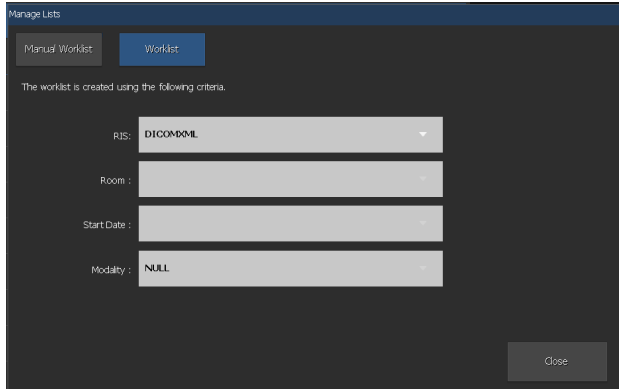 Manage Lists
Manual Worklist Worklist
The worklist is created using the following criteria.
RIS: DICOMXML
Room :
Start Date :
Modality : NULL
Close